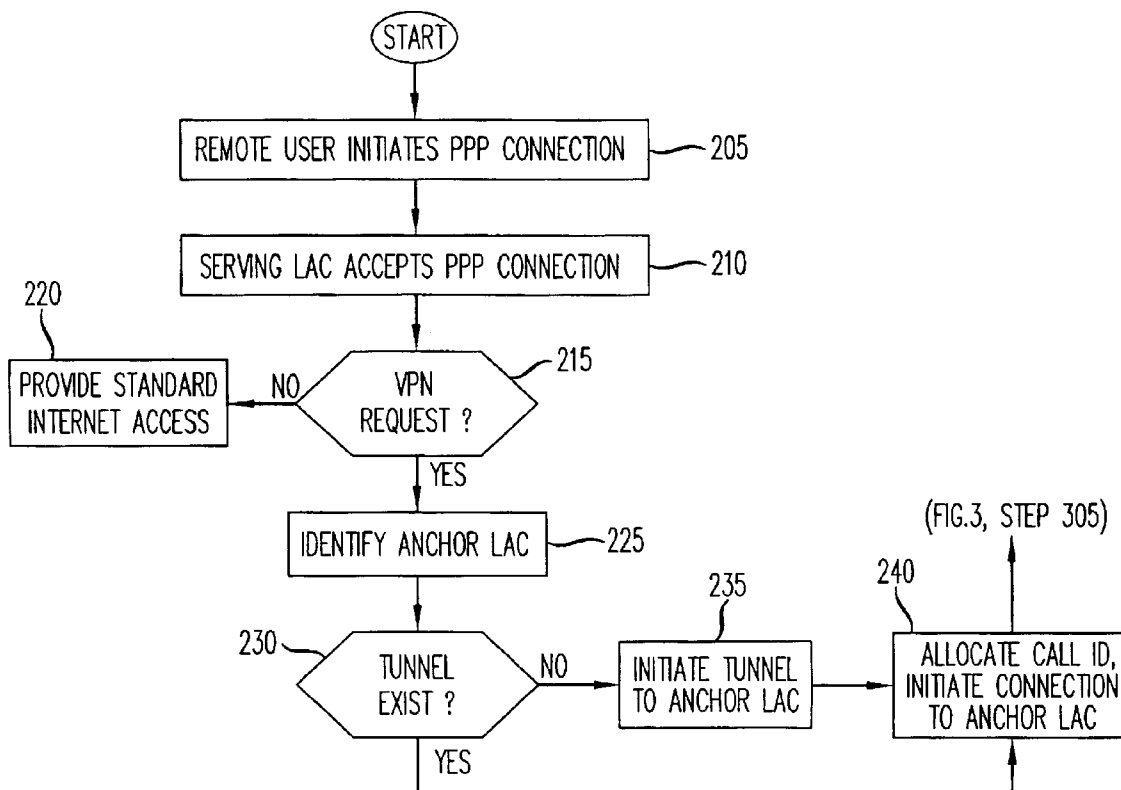 START
REMOTE USER INITIATES PPP CONNECTION
205
SERVING LAC ACCEPTS PPP CONNECTION
210
220
PROVIDE STANDARD
INTERNET ACCESS
NO
VPN
REQUEST ?
215
YES
IDENTIFY ANCHOR LAC
225
(FIG.3, STEP 305)
230
TUNNEL
EXIST ?
NO
235
INITIATE TUNNEL
TO ANCHOR LAC
240
ALLOCATE CALL ID,
INITIATE CONNECTION
TO ANCHOR LAC
YES